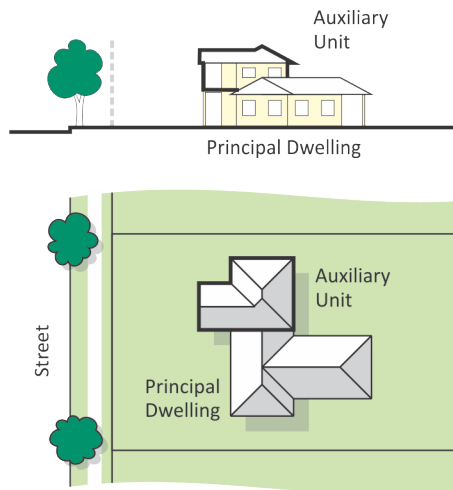 Auxiliary
Unit
Principal Dwelling
Auxiliary
Unit
Street
Principal
Dwelling